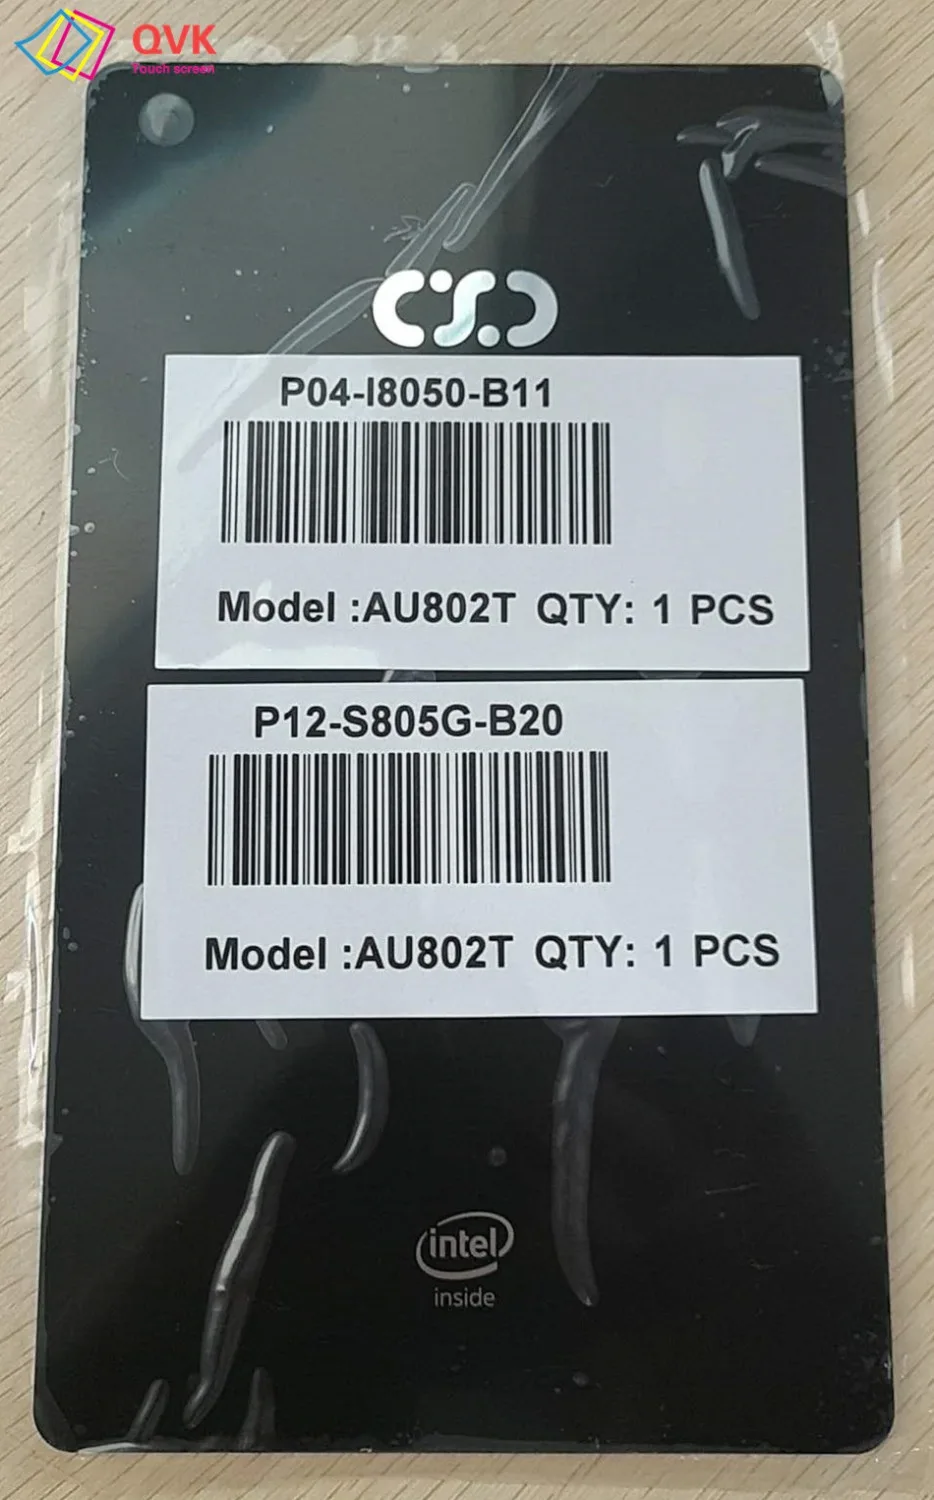 QVK
Touch screen
CSD
P04-I8050-B11
Model :AU802T QTY: 1 PCS
P12-S805G-B20
Model :AU802T QTY: 1 PCS
intel
inside